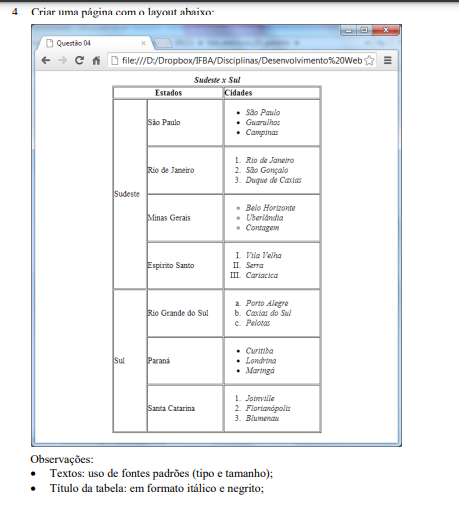 4. Criar uma página com o layout abaixo:
Questão 04
file:///D:/Dropbox/IFBA/Disciplinas/Desenvolvimento%20Web
Sudeste x Sul
Estados Cidades
Sudeste
São Paulo
• São Paulo
• Guarulhos
• Campinas
Rio de Janeiro
1. Rio de Janeiro
2. São Gonçalo
3. Duque de Caxias
Minas Gerais
◦ Belo Horizonte
◦ Uberlândia
◦ Contagem
Espirito Santo
I. Vila Velha
II. Serra
III. Cariacica
Sul
Rio Grande do Sul
a. Porto Alegre
b. Caxias do Sul
c. Pelotas
Paraná
• Curitiba
• Londrina
• Maringá
Santa Catarina
1. Joinville
2. Florianópolis
3. Blumenau
Observações:
• Textos: uso de fontes padrões (tipo e tamanho);
• Título da tabela: em formato itálico e negrito;